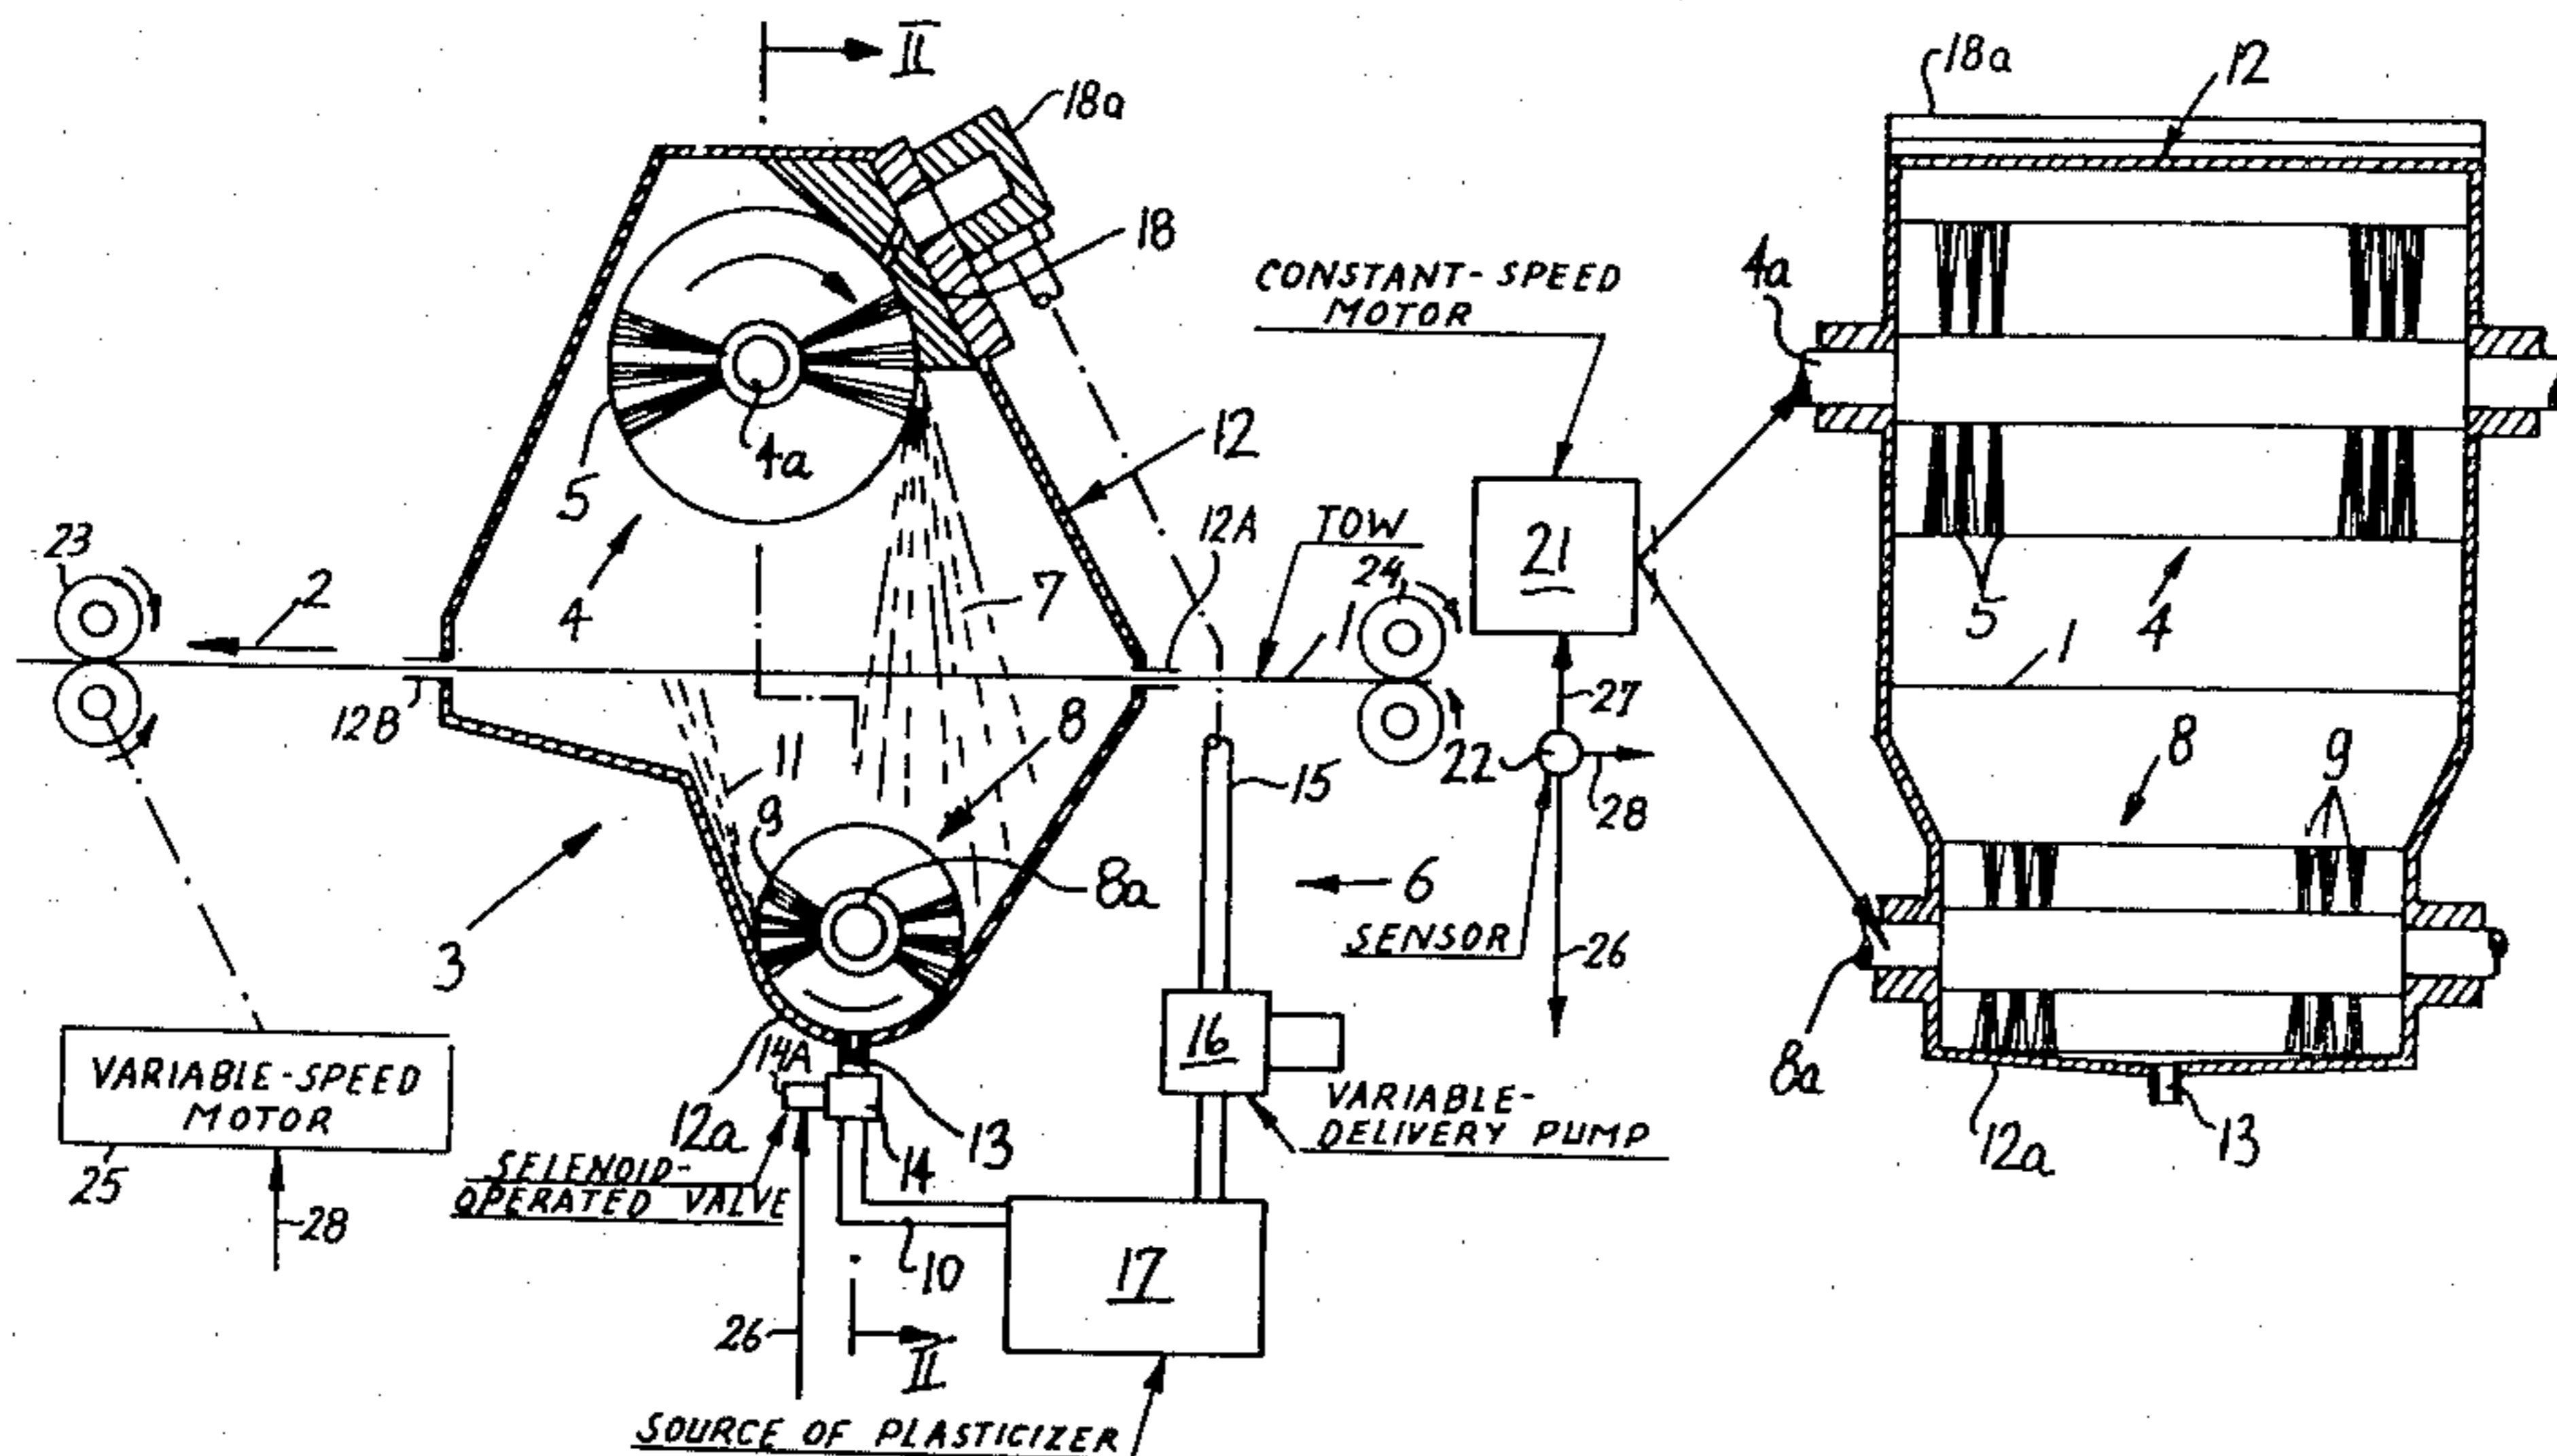 II
18a
18
12
5
4a
4
7
12A
TOW
24
1
23
2
12B
11
8
9
8a
15
22
3
6
14A
12a
13
14
10
16
17
26
II
VARIABLE-SPEED
MOTOR
25
28
SELENOID-
OPERATED VALVE
VARIABLE-
DELIVERY PUMP
SOURCE OF PLASTICIZER
CONSTANT-SPEED
MOTOR
21
27
28
SENSOR
26
18a
12
4a
5
4
1
8
9
8a
12a
13